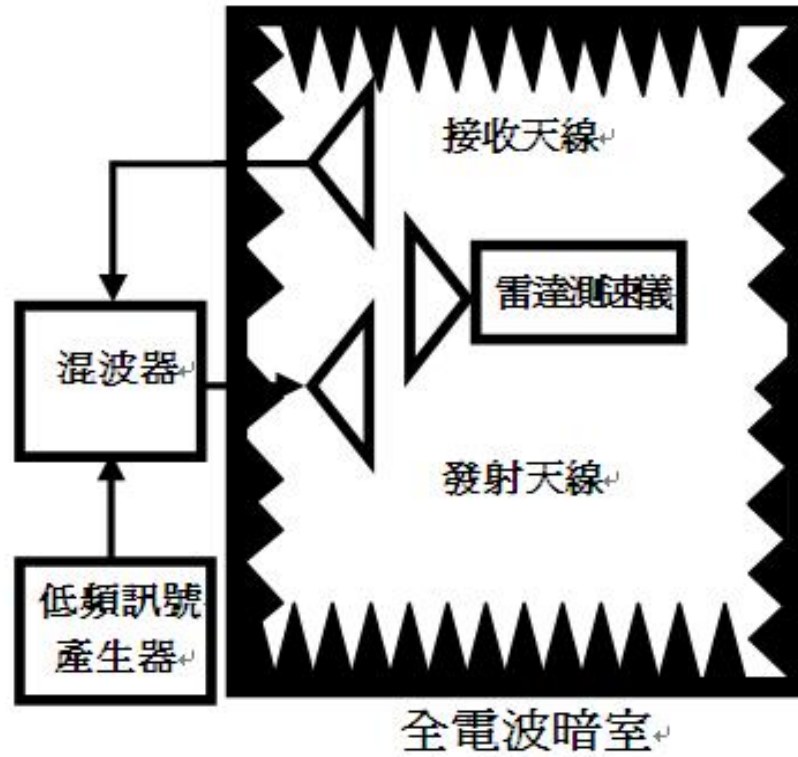 接收天線
雷達測速儀
混波器
發射天線
低頻訊號
產生器
全電波暗室